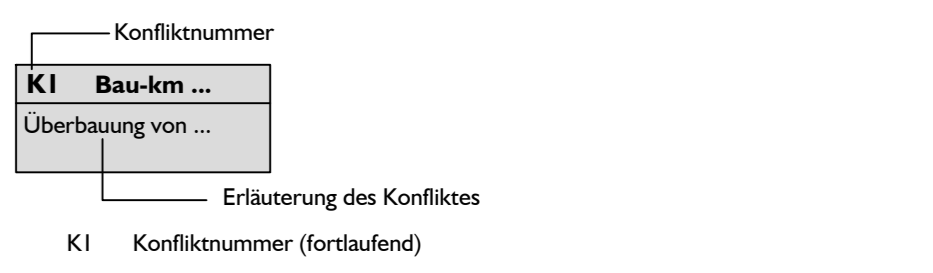 Konfliktnummer
K1 Bau-km ...
Überbauung von ...
Erläuterung des Konfliktes
K1 Konfliktnummer (fortlaufend)